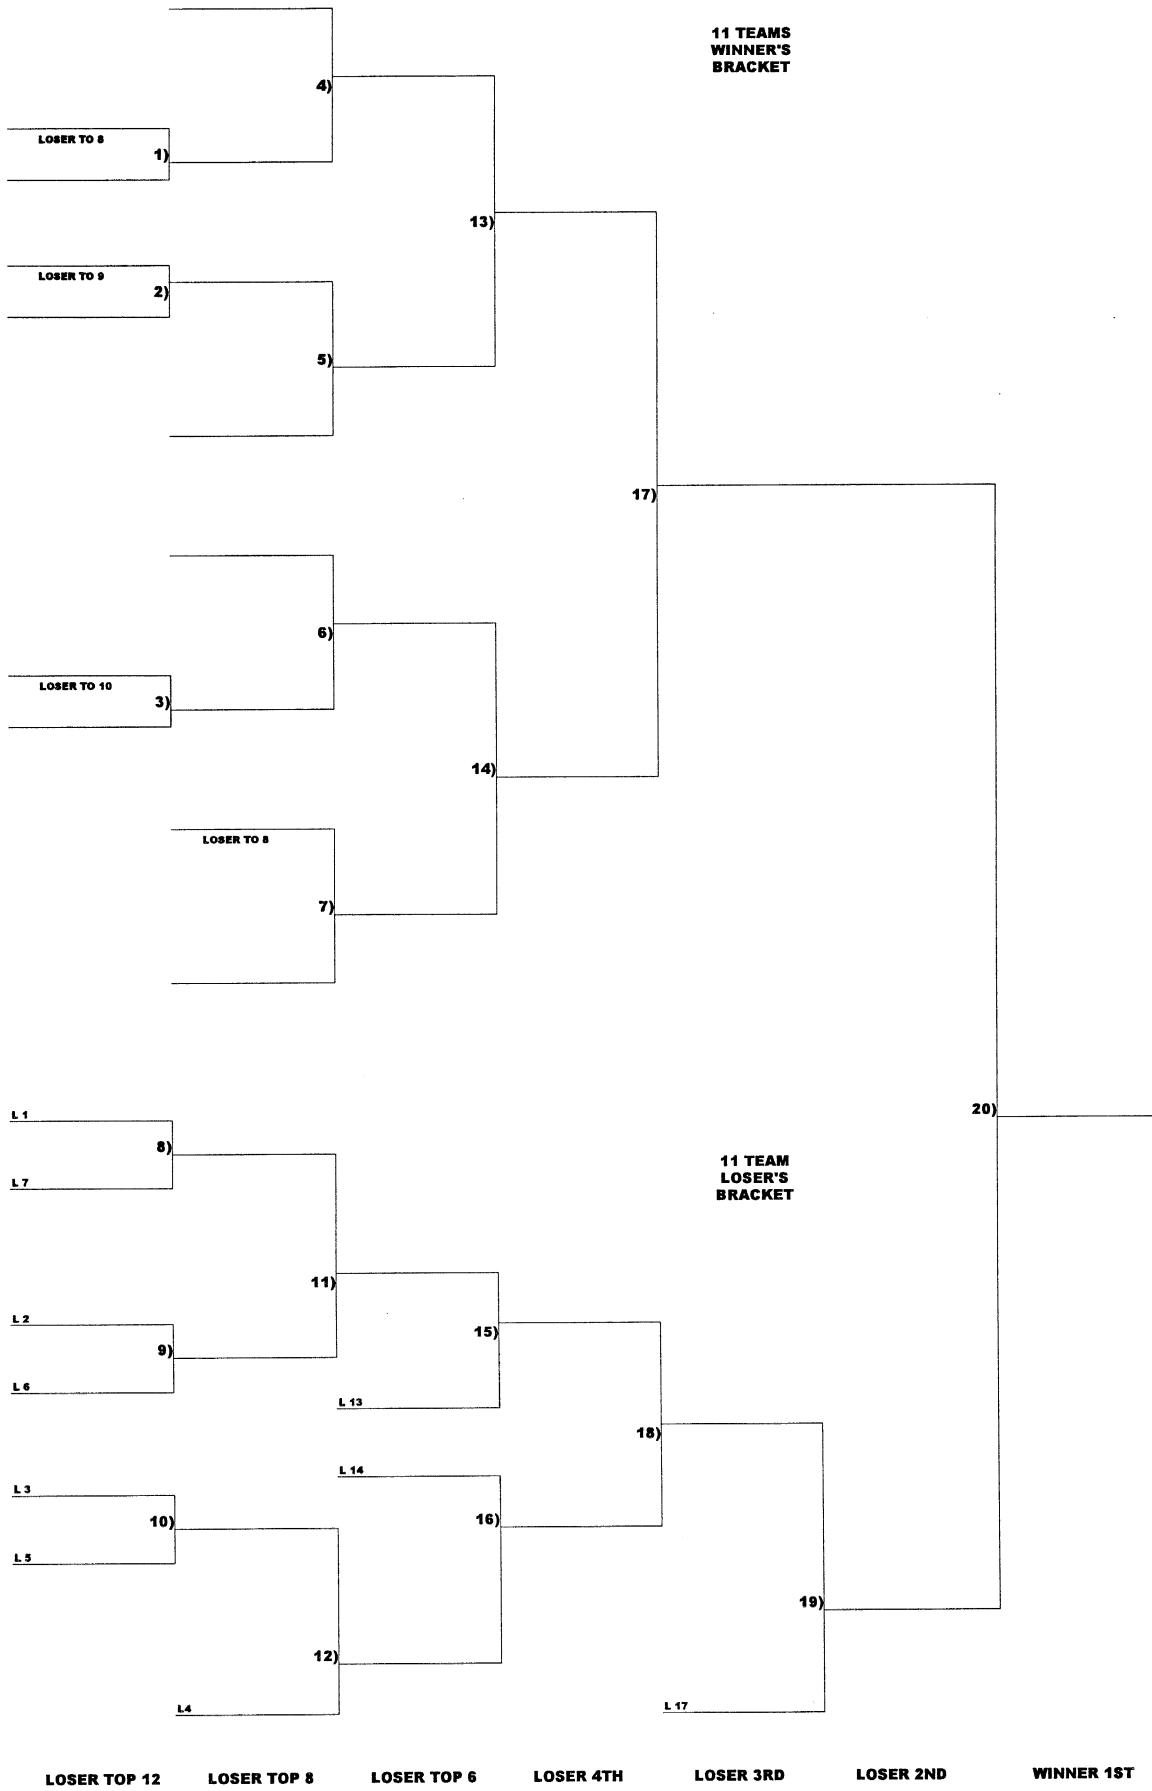 11 TEAMS
WINNER'S
BRACKET
4)
LOSER TO 8
1)
13)
LOSER TO 9
2)
5)
17)
6)
LOSER TO 10
3)
14)
LOSER TO 8
7)
L 1
8)
L 7
20)
11 TEAM
LOSER'S
BRACKET
11)
L 2
9)
L 6
15)
L 13
18)
L 14
L 3
10)
L 5
16)
19)
12)
L4
L 17
LOSER TOP 12 LOSER TOP 8 LOSER TOP 6 LOSER 4TH LOSER 3RD LOSER 2ND WINNER 1ST